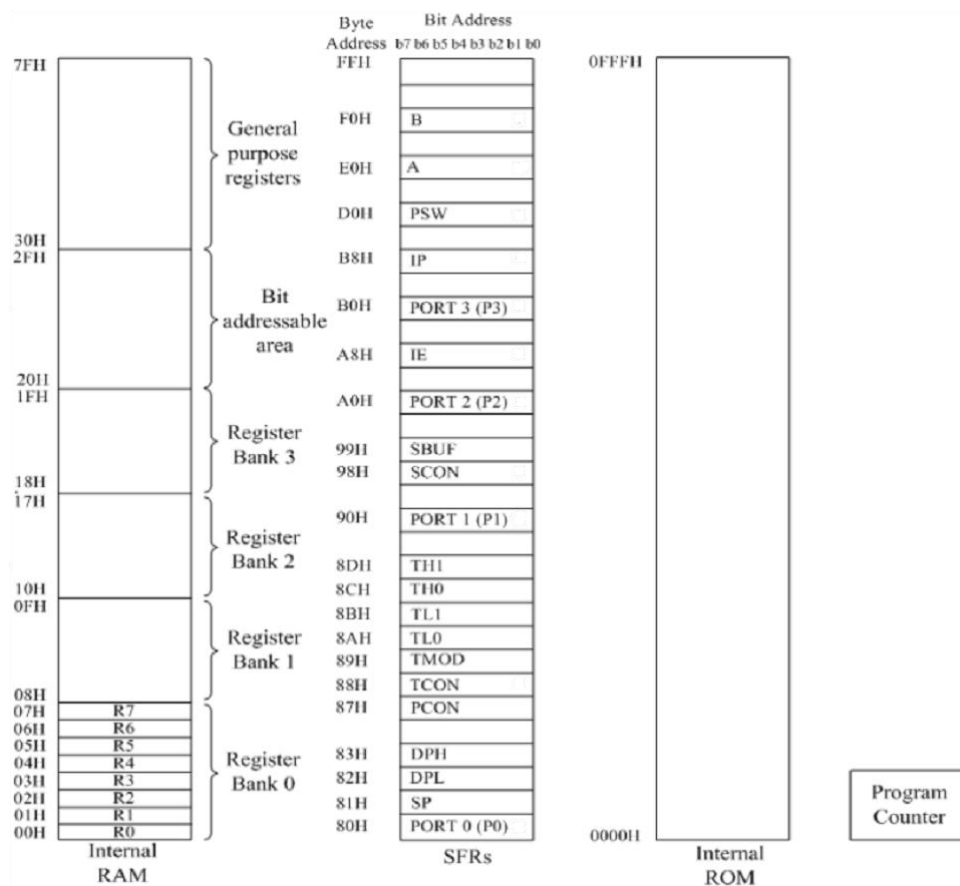 7FH
General
purpose
registers
30H
2FH
Bit
addressable
area
20H
1FH
Register
Bank 3
18H
17H
Register
Bank 2
10H
0FH
Register
Bank 1
08H
07H R7
06H R6
05H R5
04H R4
03H R3
02H R2
01H R1
00H R0
Register
Bank 0
Internal
RAM
Byte
Address
Bit Address
b7 b6 b5 b4 b3 b2 b1 b0
FFH
F0H B
E0H A
D0H PSW
B8H IP
B0H PORT 3 (P3)
A8H IE
A0H PORT 2 (P2)
99H SBUF
98H SCON
90H PORT 1 (P1)
8DH TH1
8CH TH0
8BH TL1
8AH TL0
89H TMOD
88H TCON
87H PCON
83H DPH
82H DPL
81H SP
80H PORT 0 (P0)
SFRs
0FFFH
0000H
Internal
ROM
Program
Counter